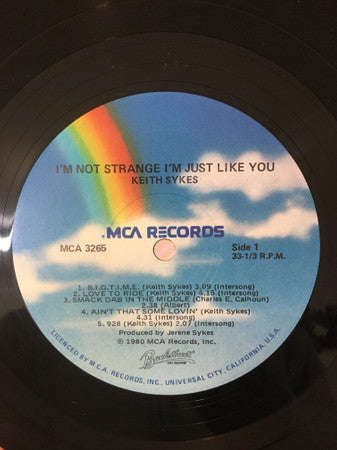 I'M NOT STRANGE I'M JUST LIKE YOU
KEITH SYKES
MCA RECORDS
MCA 3265
Side 1
33-1/3 R.P.M.
1. B.I.G.T.I.M.E. (Keith Sykes) 3.09 (Intersong)
2. LOVE TO RIDE (Keith Sykes) 4.15 (Intersong)
3. SMACK DAB IN THE MIDDLE (Charles E. Calhoun)
2.38 (Albert)
4. AIN'T THAT SOME LOVIN' (Keith Sykes)
4.31 (Intersong)
5. 928 (Keith Sykes) 2.07 (Intersong)
Produced by Jerene Sykes
℗ 1980 MCA Records, Inc.
Backstreet
LICENCED BY M.C.A. RECORDS, INC., UNIVERSAL CITY, CALIFORNIA, U.S.A.